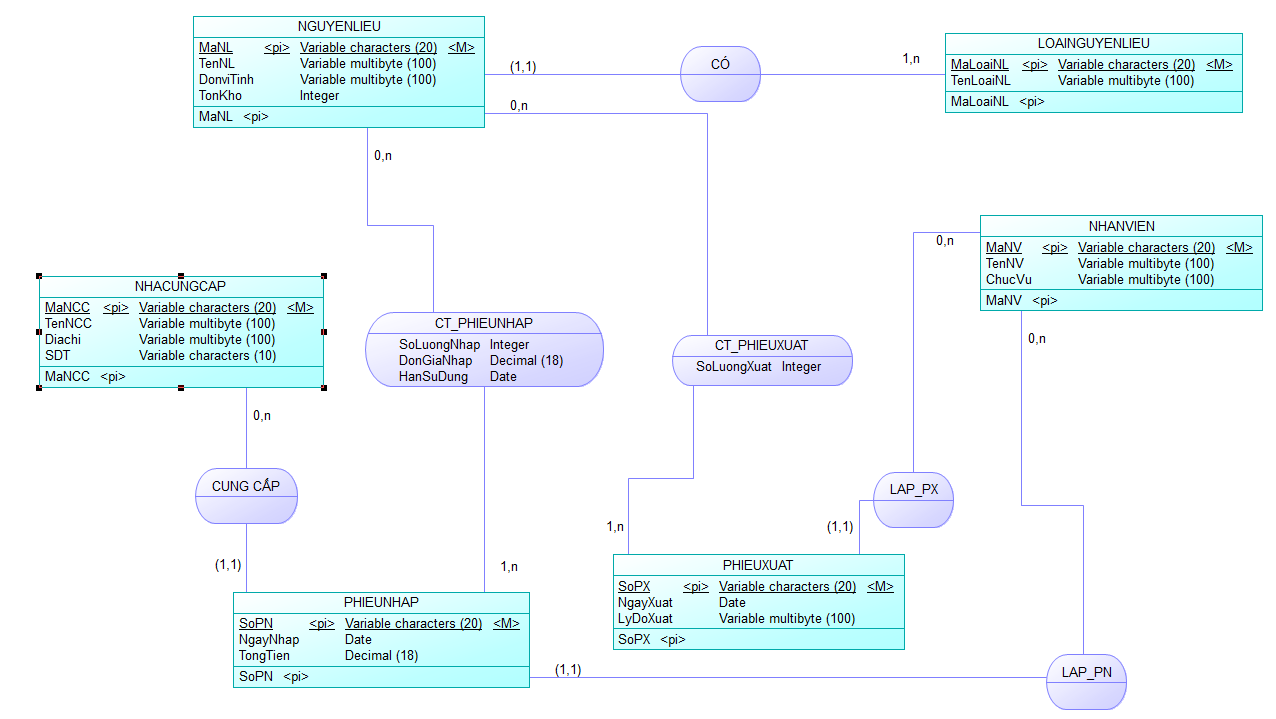 NGUYENLIEU
MaNL <pi> Variable characters (20) <M>
TenNL Variable multibyte (100)
DonviTinh Variable multibyte (100)
TonKho Integer
MaNL <pi>
(1,1)
CÓ
1,n
LOAINGUYENLIEU
MaLoaiNL <pi> Variable characters (20) <M>
TenLoaiNL Variable multibyte (100)
MaLoaiNL <pi>
0,n
0,n
NHANVIEN
MaNV <pi> Variable characters (20) <M>
TenNV Variable multibyte (100)
ChucVu Variable multibyte (100)
MaNV <pi>
0,n
0,n
NHACUNGCAP
MaNCC <pi> Variable characters (20) <M>
TenNCC Variable multibyte (100)
Diachi Variable multibyte (100)
SDT Variable characters (10)
MaNCC <pi>
CT_PHIEUNHAP
SoLuongNhap Integer
DonGiaNhap Decimal (18)
HanSuDung Date
CT_PHIEUXUAT
SoLuongXuat Integer
0,n
CUNG CẤP
LAP_PX
1,n
(1,1)
(1,1)
1,n
PHIEUXUAT
SoPX <pi> Variable characters (20) <M>
NgayXuat Date
LyDoXuat Variable multibyte (100)
SoPX <pi>
PHIEUNHAP
SoPN <pi> Variable characters (20) <M>
NgayNhap Date
TongTien Decimal (18)
SoPN <pi>
(1,1)
LAP_PN